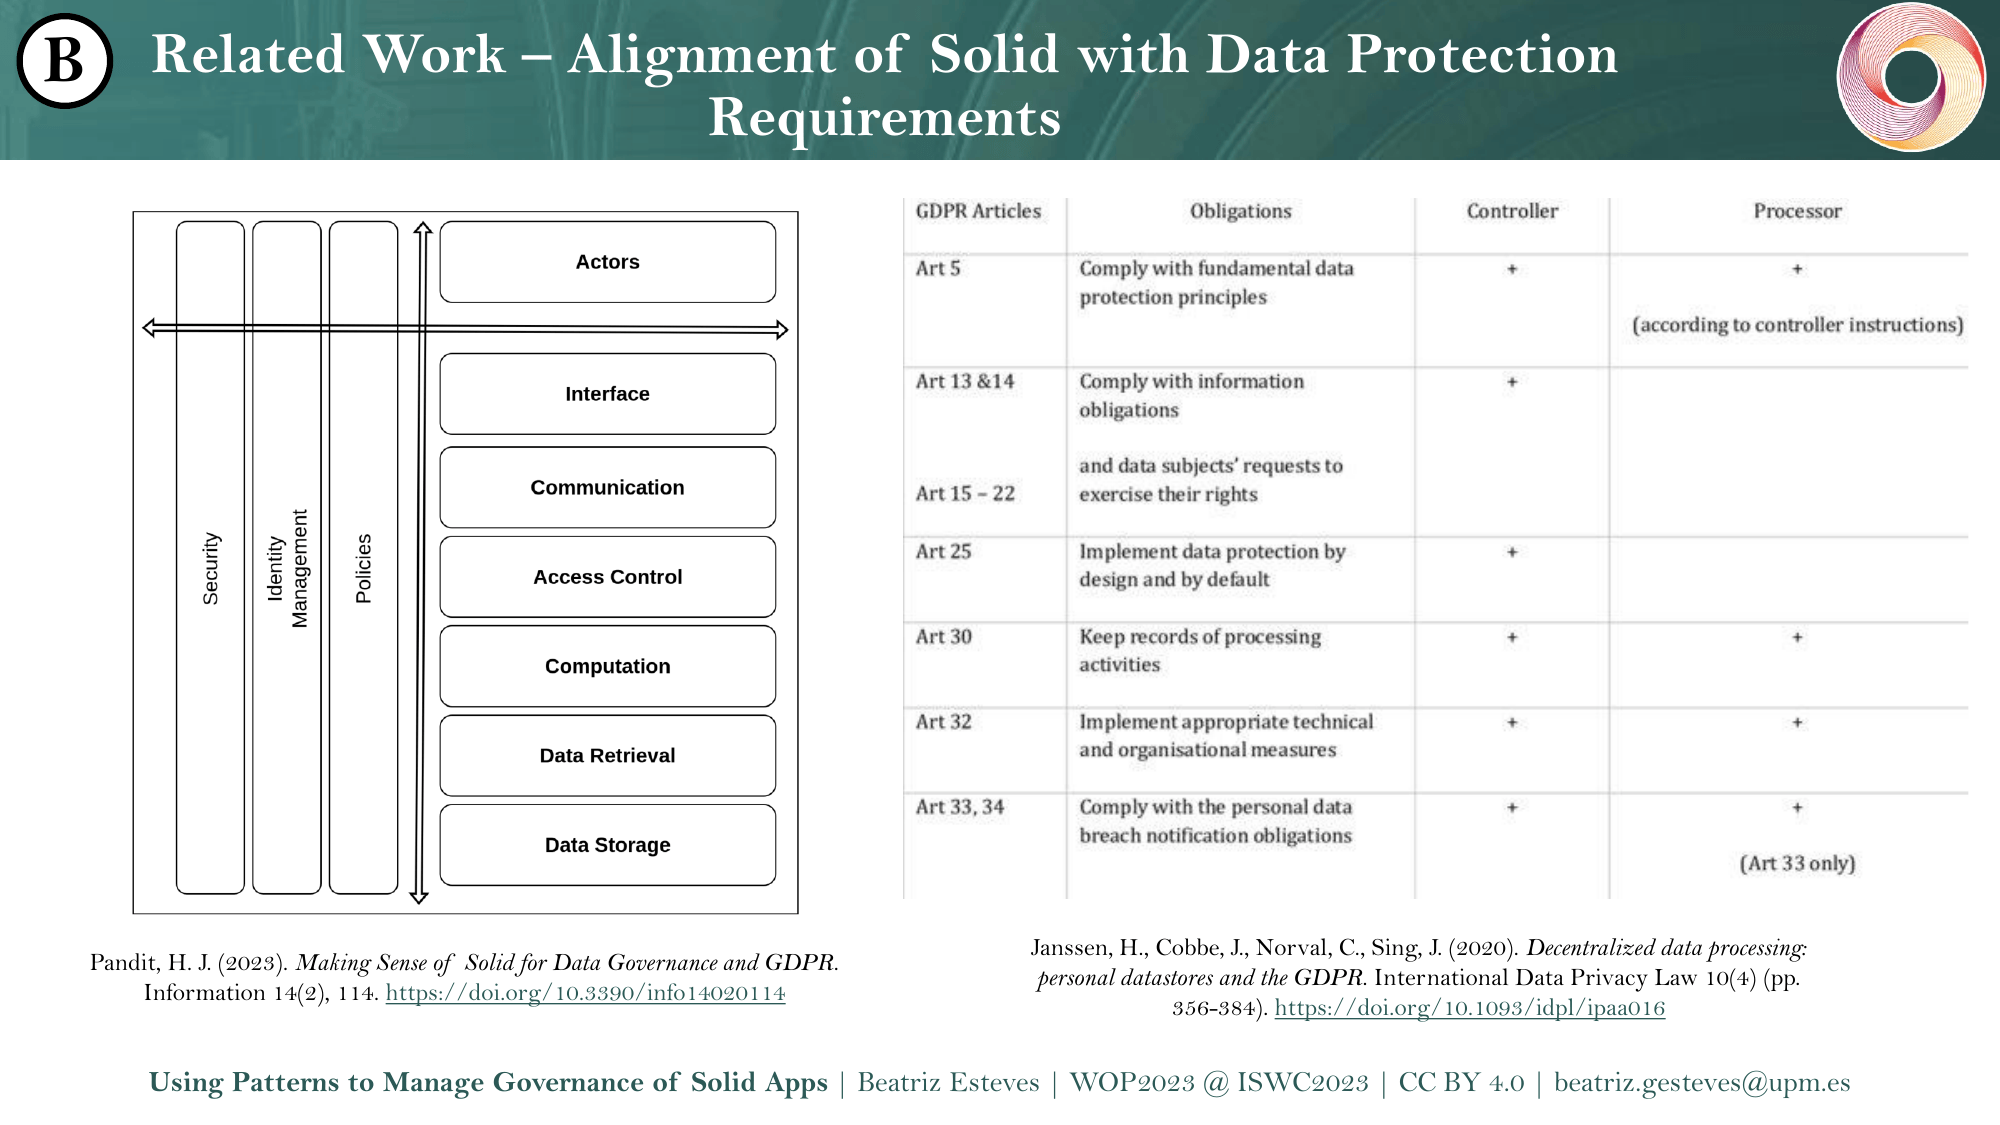 B
Related Work – Alignment of Solid with Data Protection
Requirements
Security
Identity
Management
Policies
Actors
Interface
Communication
Access Control
Computation
Data Retrieval
Data Storage
Pandit, H. J. (2023). Making Sense of Solid for Data Governance and GDPR.
Information 14(2), 114. https://doi.org/10.3390/info14020114
GDPR Articles Obligations Controller Processor
Art 5 Comply with fundamental data + +
protection principles
(according to controller instructions)
Art 13 &14 Comply with information +
obligations
and data subjects' requests to
Art 15 – 22 exercise their rights
Art 25 Implement data protection by +
design and by default
Art 30 Keep records of processing + +
activities
Art 32 Implement appropriate technical + +
and organisational measures
Art 33, 34 Comply with the personal data + +
breach notification obligations
(Art 33 only)
Janssen, H., Cobbe, J., Norval, C., Sing, J. (2020). Decentralized data processing:
personal datastores and the GDPR. International Data Privacy Law 10(4) (pp.
356-384). https://doi.org/10.1093/idpl/ipaa016
Using Patterns to Manage Governance of Solid Apps | Beatriz Esteves | WOP2023 @ ISWC2023 | CC BY 4.0 | beatriz.gesteves@upm.es